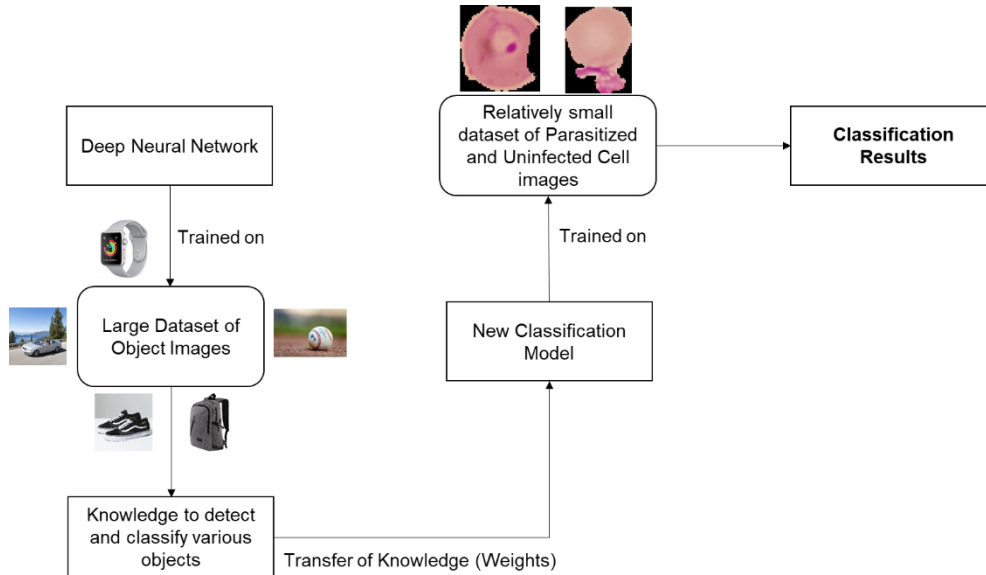 Deep Neural Network
Trained on
Large Dataset of
Object Images
Knowledge to detect
and classify various
objects
Transfer of Knowledge (Weights)
New Classification
Model
Trained on
Relatively small
dataset of Parasitized
and Uninfected Cell
images
Classification
Results